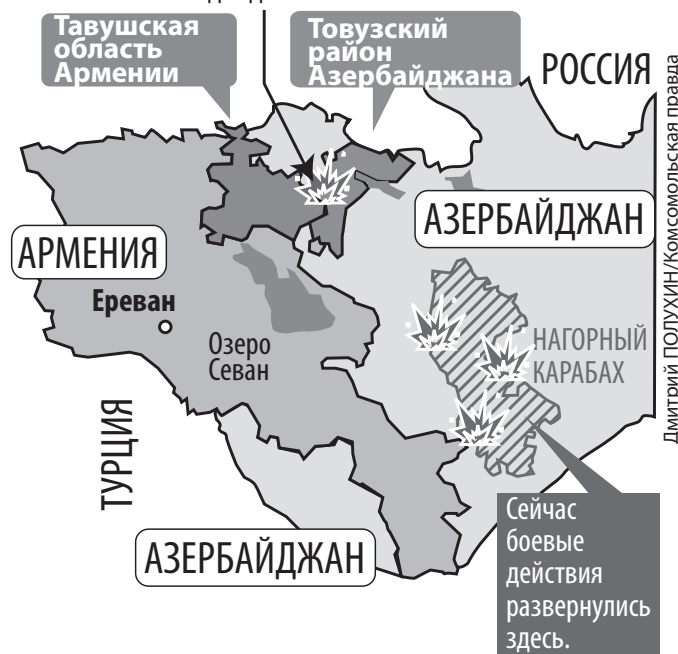 Тавушская
область
Армении
Товузский
район
Азербайджана
РОССИЯ
АЗЕРБАЙДЖАН
АРМЕНИЯ
Ереван
Озеро
Севан
НАГОРНЫЙ
КАРАБАХ
ТУРЦИЯ
АЗЕРБАЙДЖАН
Сейчас
боевые
действия
развернулись
здесь.
Дмитрий ПОЛУХИН/Комсомольская правда